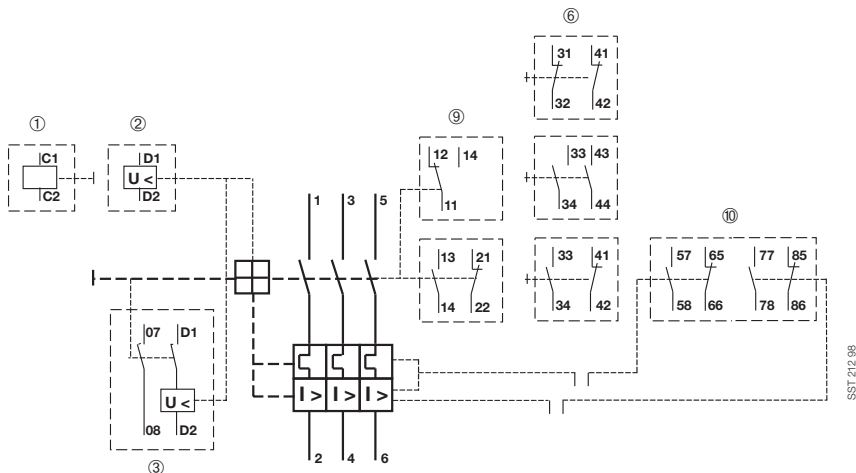 ⑥
31 41
32 42
① ② ⑨
C1 D1 12 14 33 43
U <
C2 D2 11 34 44
⑩
1 3 5
13 21 33 41 57 65 77 85
14 22 34 42 58 66 78 86
07 D1
U <
08 D2
③
I > I > I >
2 4 6
SST 212 98